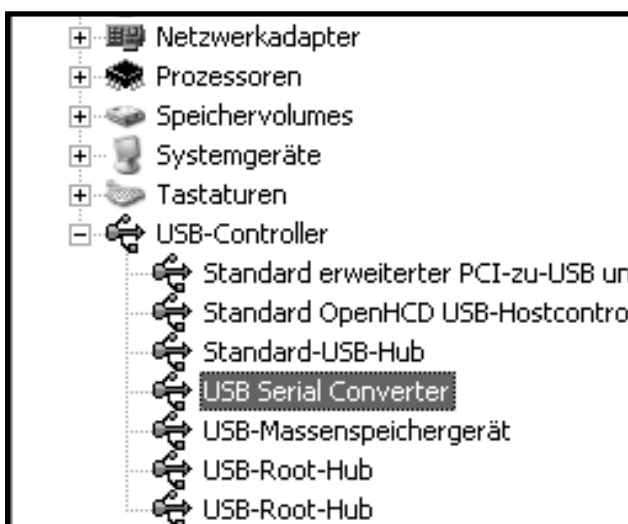 Netzwerkadapter
Prozessoren
Speichervolumes
Systemgeräte
Tastaturen
USB-Controller
Standard erweiterter PCI-zu-USB un
Standard OpenHCD USB-Hostcontro
Standard-USB-Hub
USB Serial Converter
USB-Massenspeichergerät
USB-Root-Hub
USB-Root-Hub